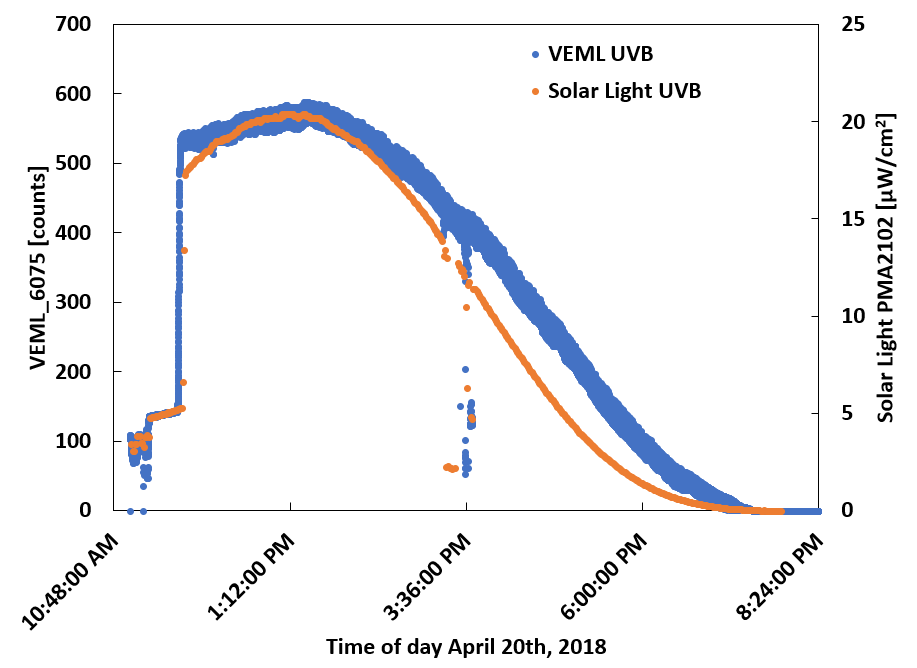 700
600
500
400
300
200
100
0
VEML_6075 [counts]
VEML UVB
Solar Light UVB
25
20
15
10
5
0
Solar Light PMA2102 [µW/cm²]
10:48:00 AM
1:12:00 PM
3:36:00 PM
6:00:00 PM
8:24:00 PM
Time of day April 20th, 2018